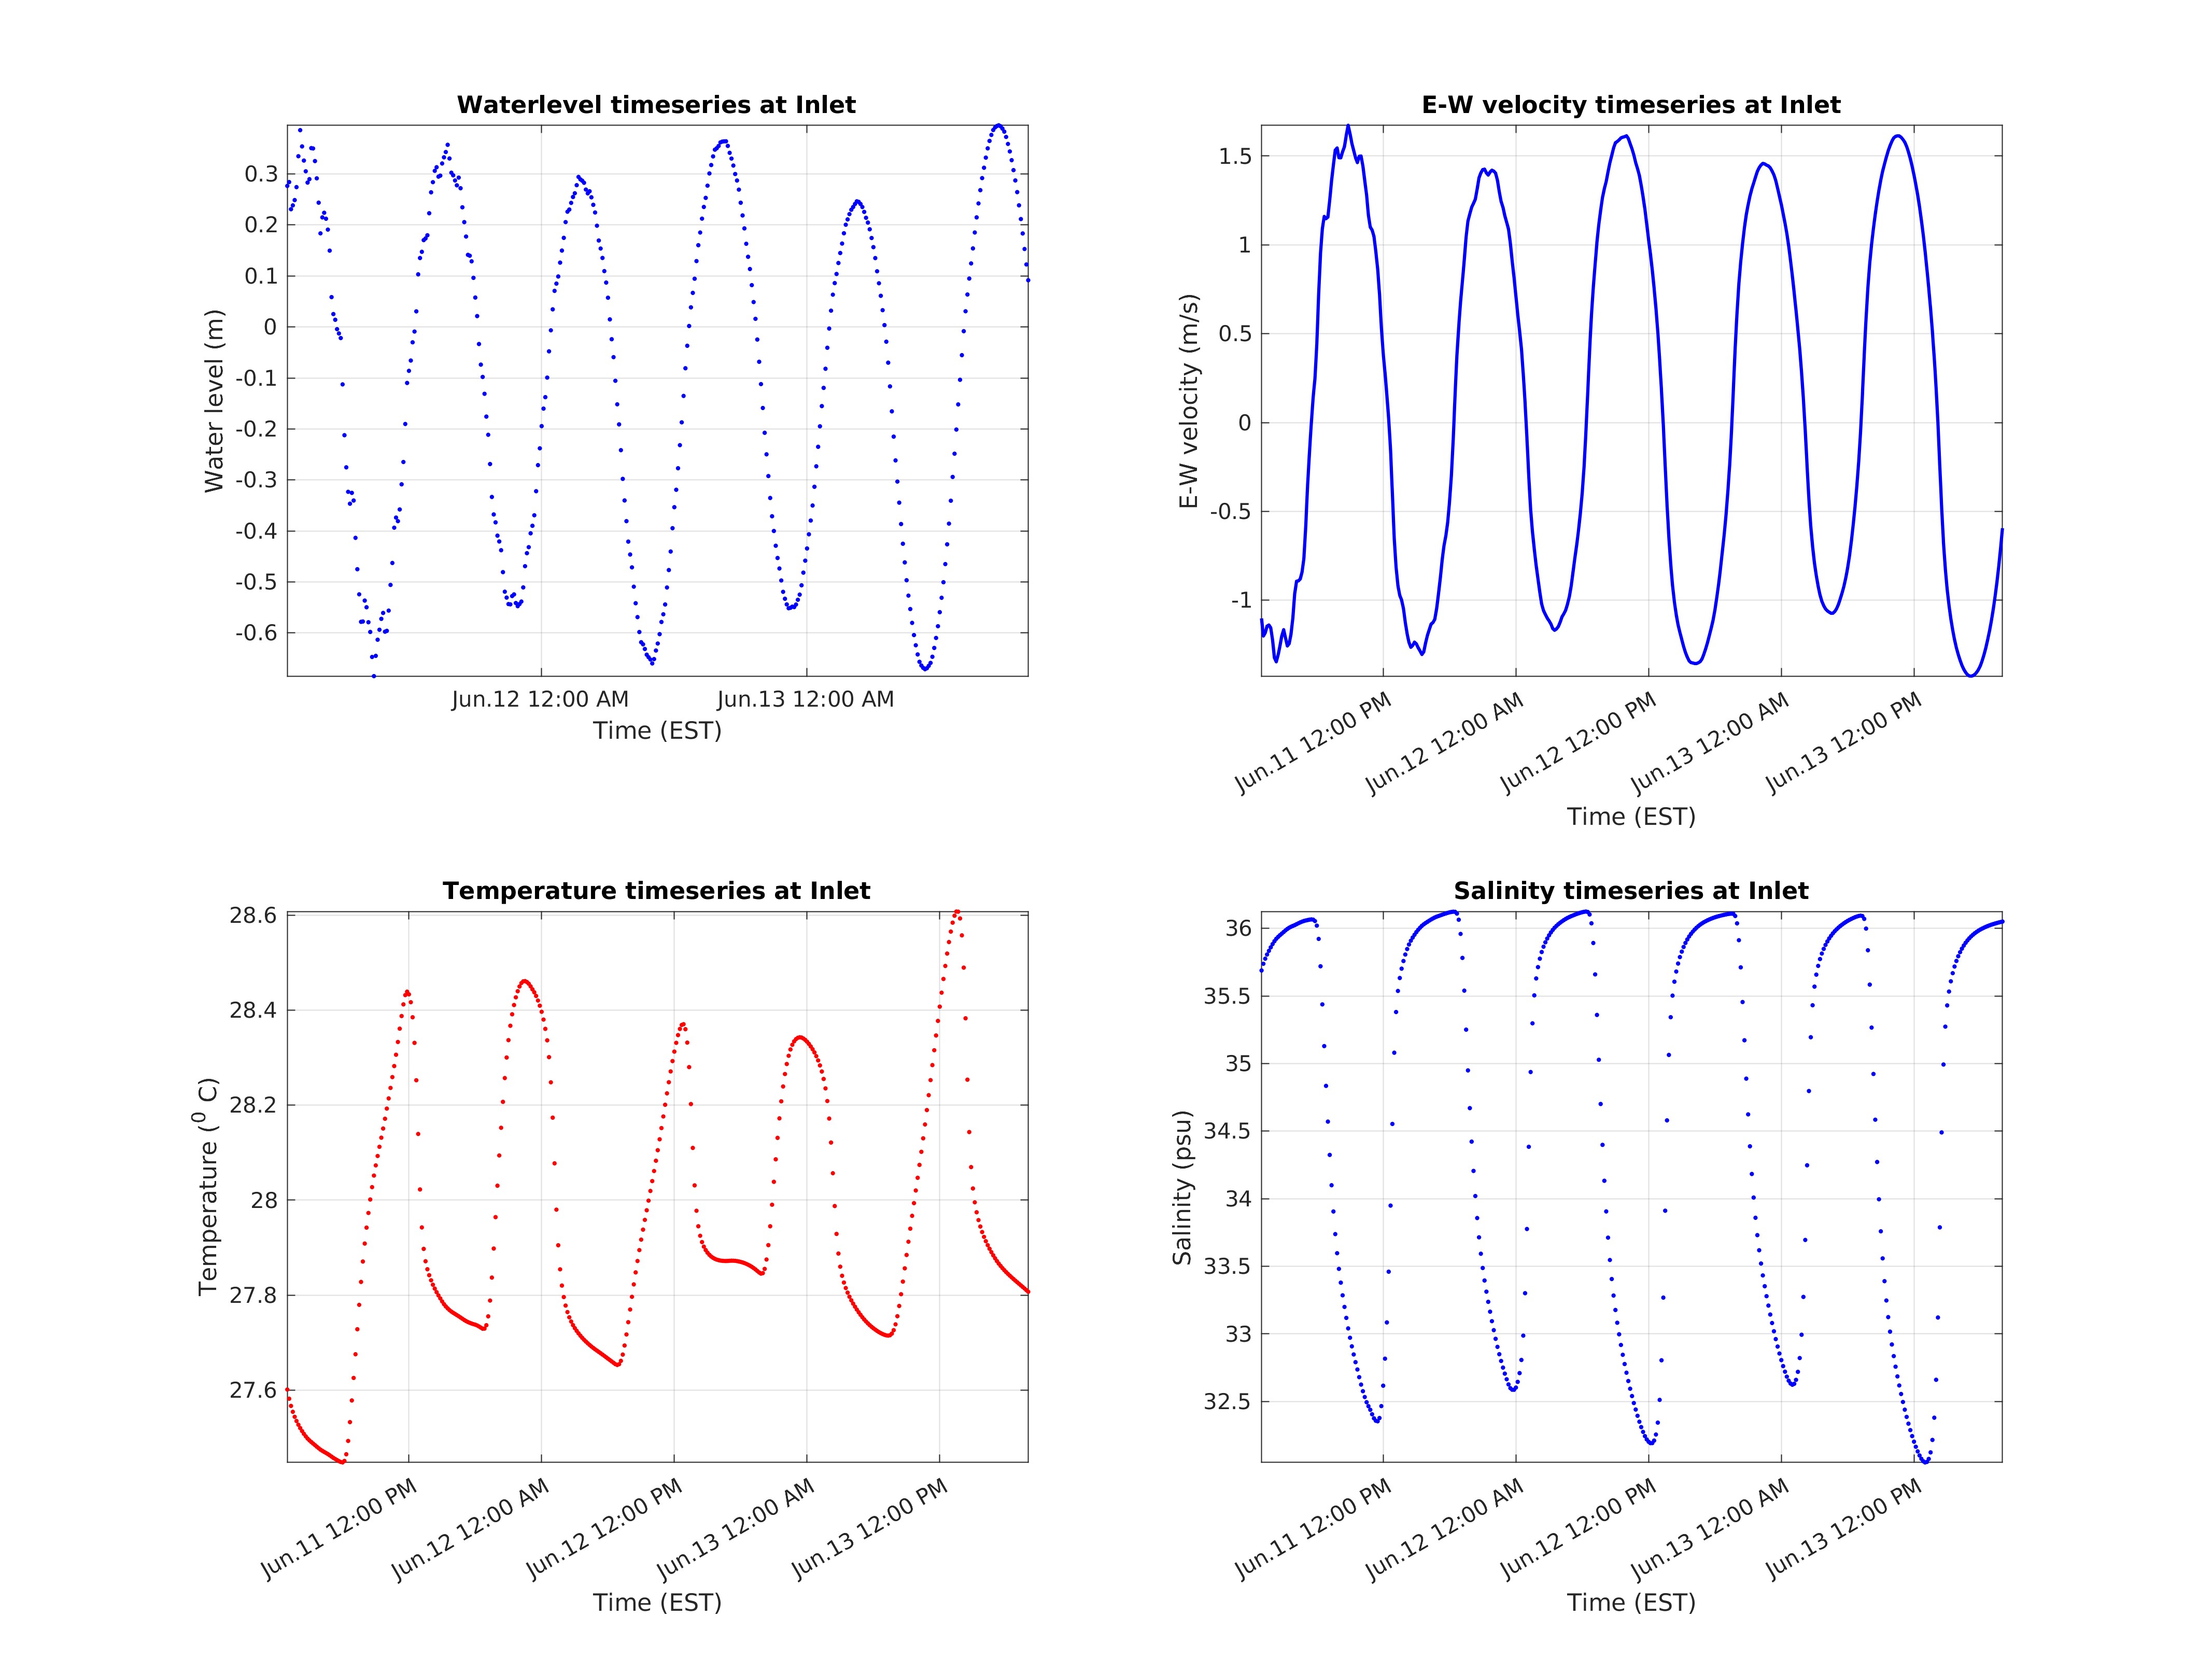 Waterlevel timeseries at Inlet
0.3
0.2
0.1
0
-0.1
-0.2
-0.3
-0.4
-0.5
-0.6
Water level (m)
Jun.12 12:00 AM
Jun.13 12:00 AM
Time (EST)
E-W velocity timeseries at Inlet
1.5
1
0.5
0
-0.5
-1
E-W velocity (m/s)
Jun.11 12:00 PM
Jun.12 12:00 AM
Jun.12 12:00 PM
Jun.13 12:00 AM
Jun.13 12:00 PM
Time (EST)
Temperature timeseries at Inlet
28.6
28.4
28.2
28
27.8
27.6
Temperature (⁰ C)
Jun.11 12:00 PM
Jun.12 12:00 AM
Jun.12 12:00 PM
Jun.13 12:00 AM
Jun.13 12:00 PM
Time (EST)
Salinity timeseries at Inlet
36
35.5
35
34.5
34
33.5
33
32.5
Salinity (psu)
Jun.11 12:00 PM
Jun.12 12:00 AM
Jun.12 12:00 PM
Jun.13 12:00 AM
Jun.13 12:00 PM
Time (EST)